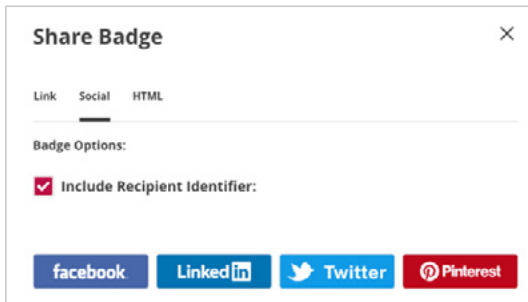 Share Badge
Link Social HTML
Badge Options:
Include Recipient Identifier:
facebook. Linked in Twitter Pinterest